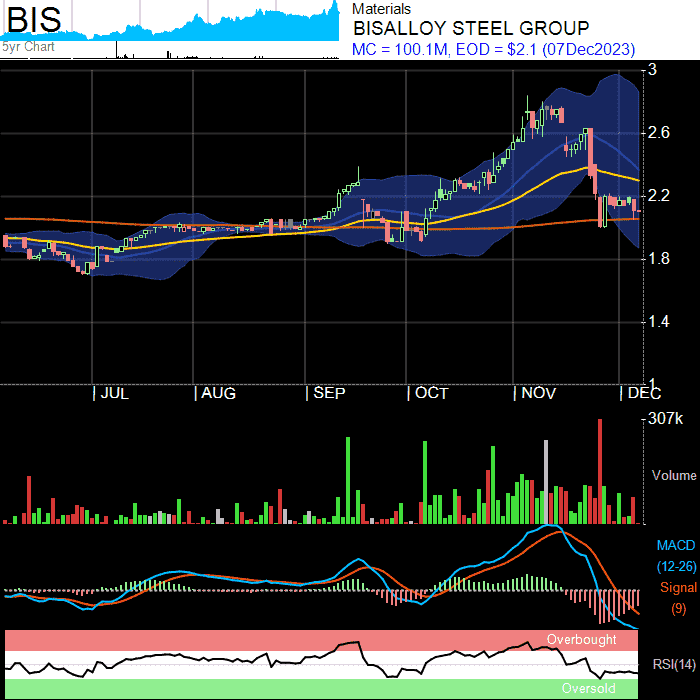 BIS
5yr Chart
Materials
BISALLOY STEEL GROUP
MC = 100.1M, EOD = $2.1 (07Dec2023)
3
2.6
2.2
1.8
1.4
1
| JUL | AUG | SEP | OCT | NOV | DEC
307k
Volume
MACD
(12-26)
Signal
(9)
Overbought
RSI(14)
Oversold